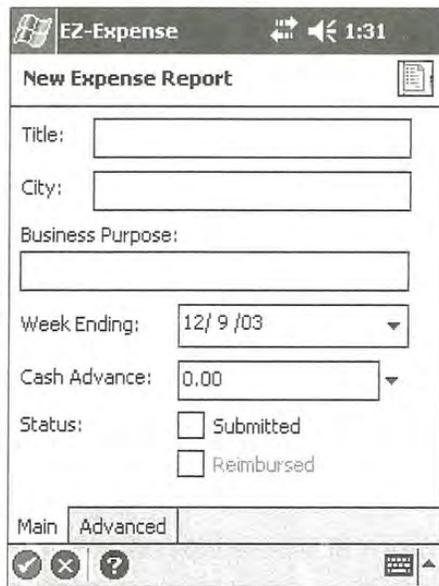 EZ-Expense 1:31
New Expense Report
Title:
City:
Business Purpose:
Week Ending: 12/ 9 /03
Cash Advance: 0.00
Status: Submitted
Reimbursed
Main Advanced
?